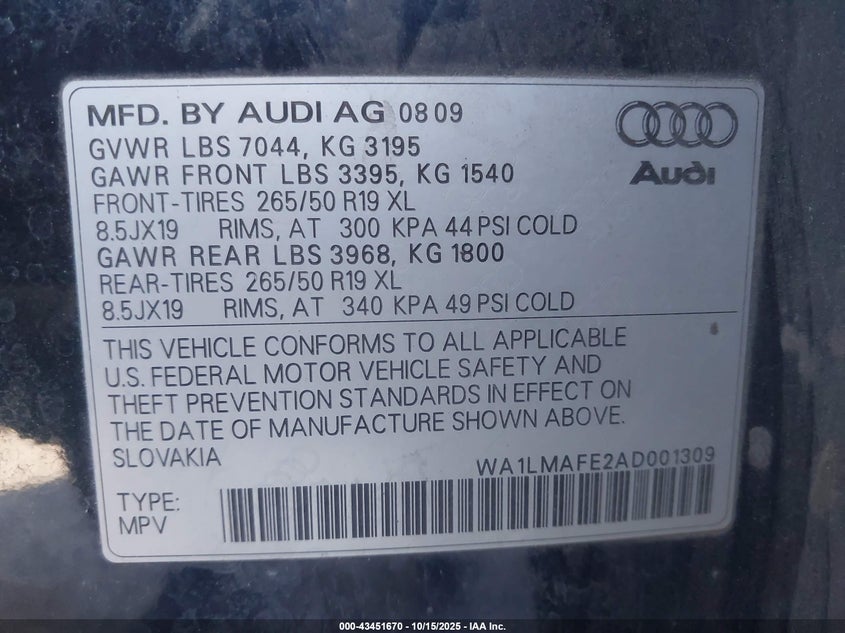 MFD. BY AUDI AG 08 09
GVWR LBS 7044, KG 3195
GAWR FRONT LBS 3395, KG 1540
FRONT-TIRES 265/50 R19 XL
8.5JX19 RIMS, AT 300 KPA 44 PSI COLD
GAWR REAR LBS 3968, KG 1800
REAR-TIRES 265/50 R19 XL
8.5JX19 RIMS, AT 340 KPA 49 PSI COLD
Audi
THIS VEHICLE CONFORMS TO ALL APPLICABLE
U.S. FEDERAL MOTOR VEHICLE SAFETY AND
THEFT PREVENTION STANDARDS IN EFFECT ON
THE DATE OF MANUFACTURE SHOWN ABOVE.
SLOVAKIA WA1LMAFE2AD001309
TYPE:
MPV
000-43451670 - 10/15/2025 - IAA Inc.